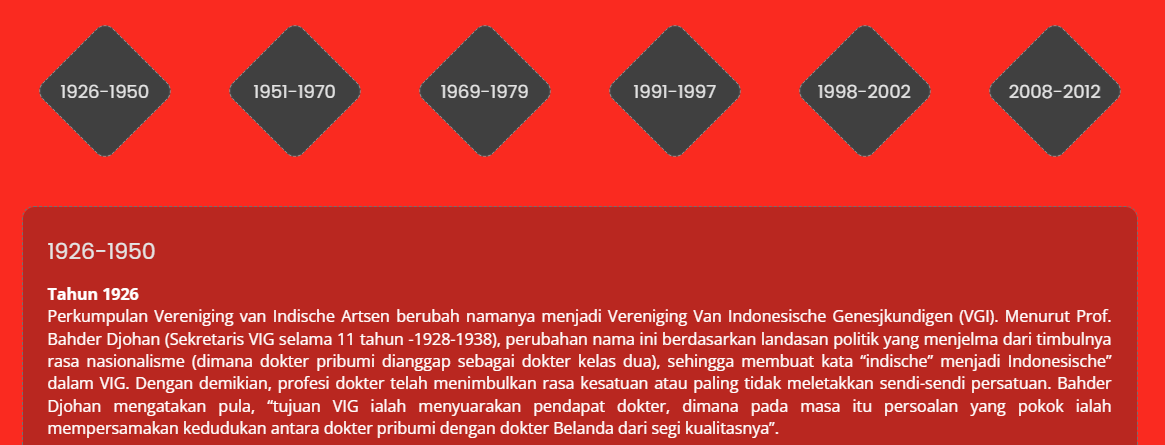 1926-1950
1951-1970
1969-1979
1991-1997
1998-2002
2008-2012
1926-1950
Tahun 1926
Perkumpulan Vereniging van Indische Artsen berubah namanya menjadi Vereniging Van Indonesische Genesjkundigen (VGI). Menurut Prof.
Bahder Djohan (Sekretaris VIG selama 11 tahun -1928-1938), perubahan nama ini berdasarkan landasan politik yang menjelma dari timbulnya
rasa nasionalisme (dimana dokter pribumi dianggap sebagai dokter kelas dua), sehingga membuat kata “indische“ menjadi Indonesische”
dalam VIG. Dengan demikian, profesi dokter telah menimbulkan rasa kesatuan atau paling tidak meletakkan sendi-sendi persatuan. Bahder
Djohan mengatakan pula, “tujuan VIG ialah menyuarakan pendapat dokter, dimana pada masa itu persoalan yang pokok ialah
mempersamakan kedudukan antara dokter pribumi dengan dokter Belanda dari segi kualitasnya”.